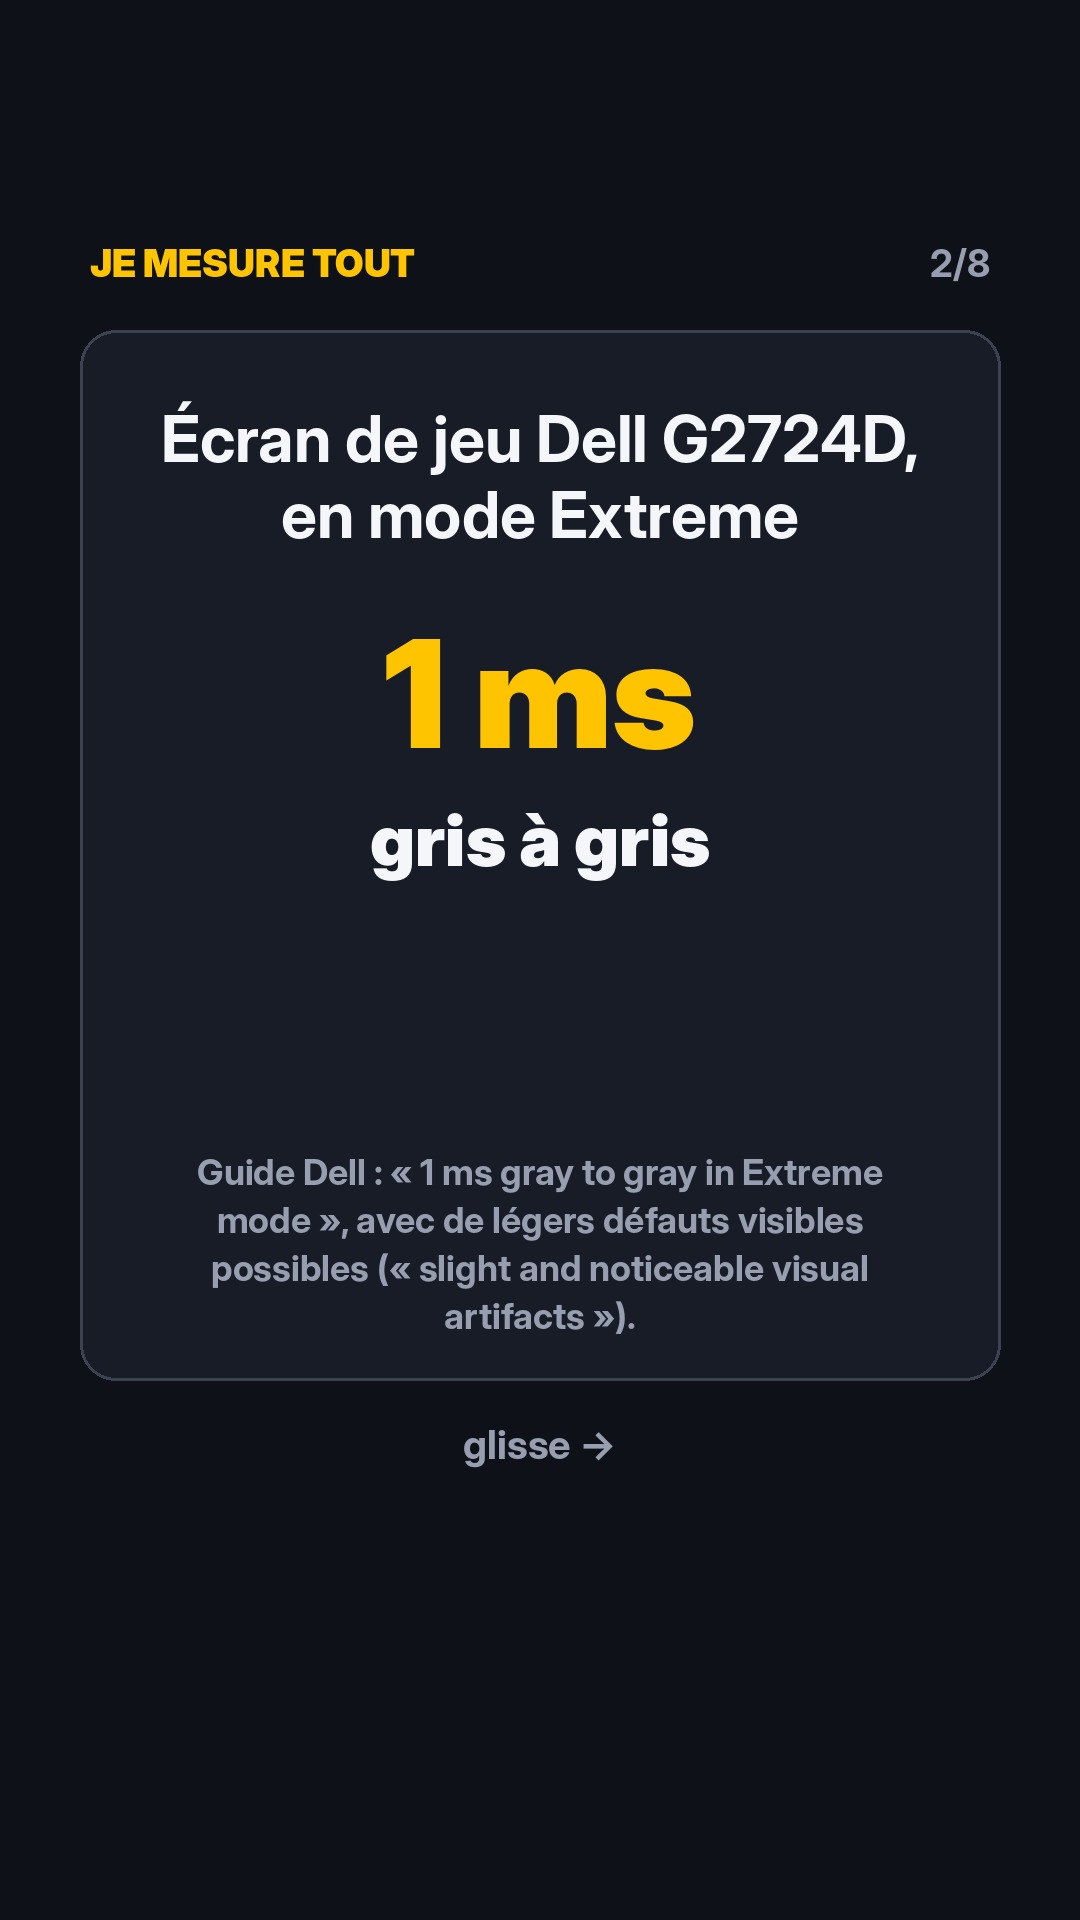 JE MESURE TOUT
2/8
Écran de jeu Dell G2724D,
en mode Extreme
1 ms
gris à gris
Guide Dell : « 1 ms gray to gray in Extreme
mode », avec de légers défauts visibles
possibles (« slight and noticeable visual
artifacts »).
glisse →